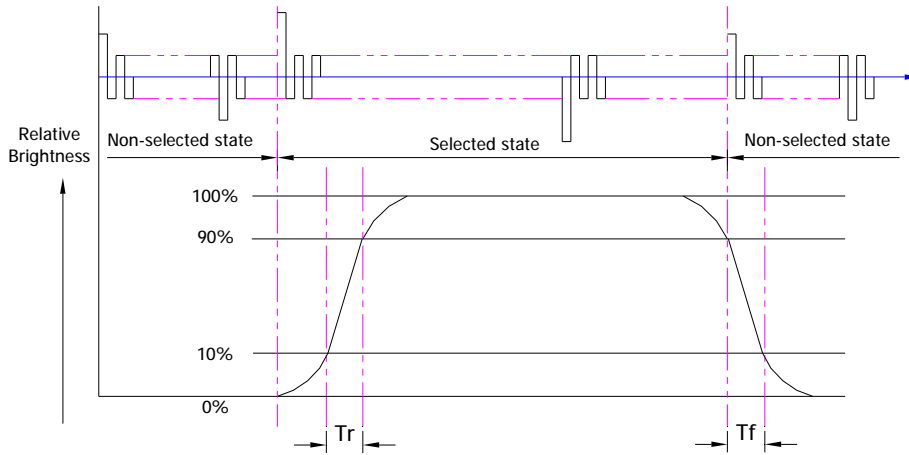 Relative
Brightness
Non-selected state
Selected state
Non-selected state
100%
90%
10%
0%
Tr
Tf